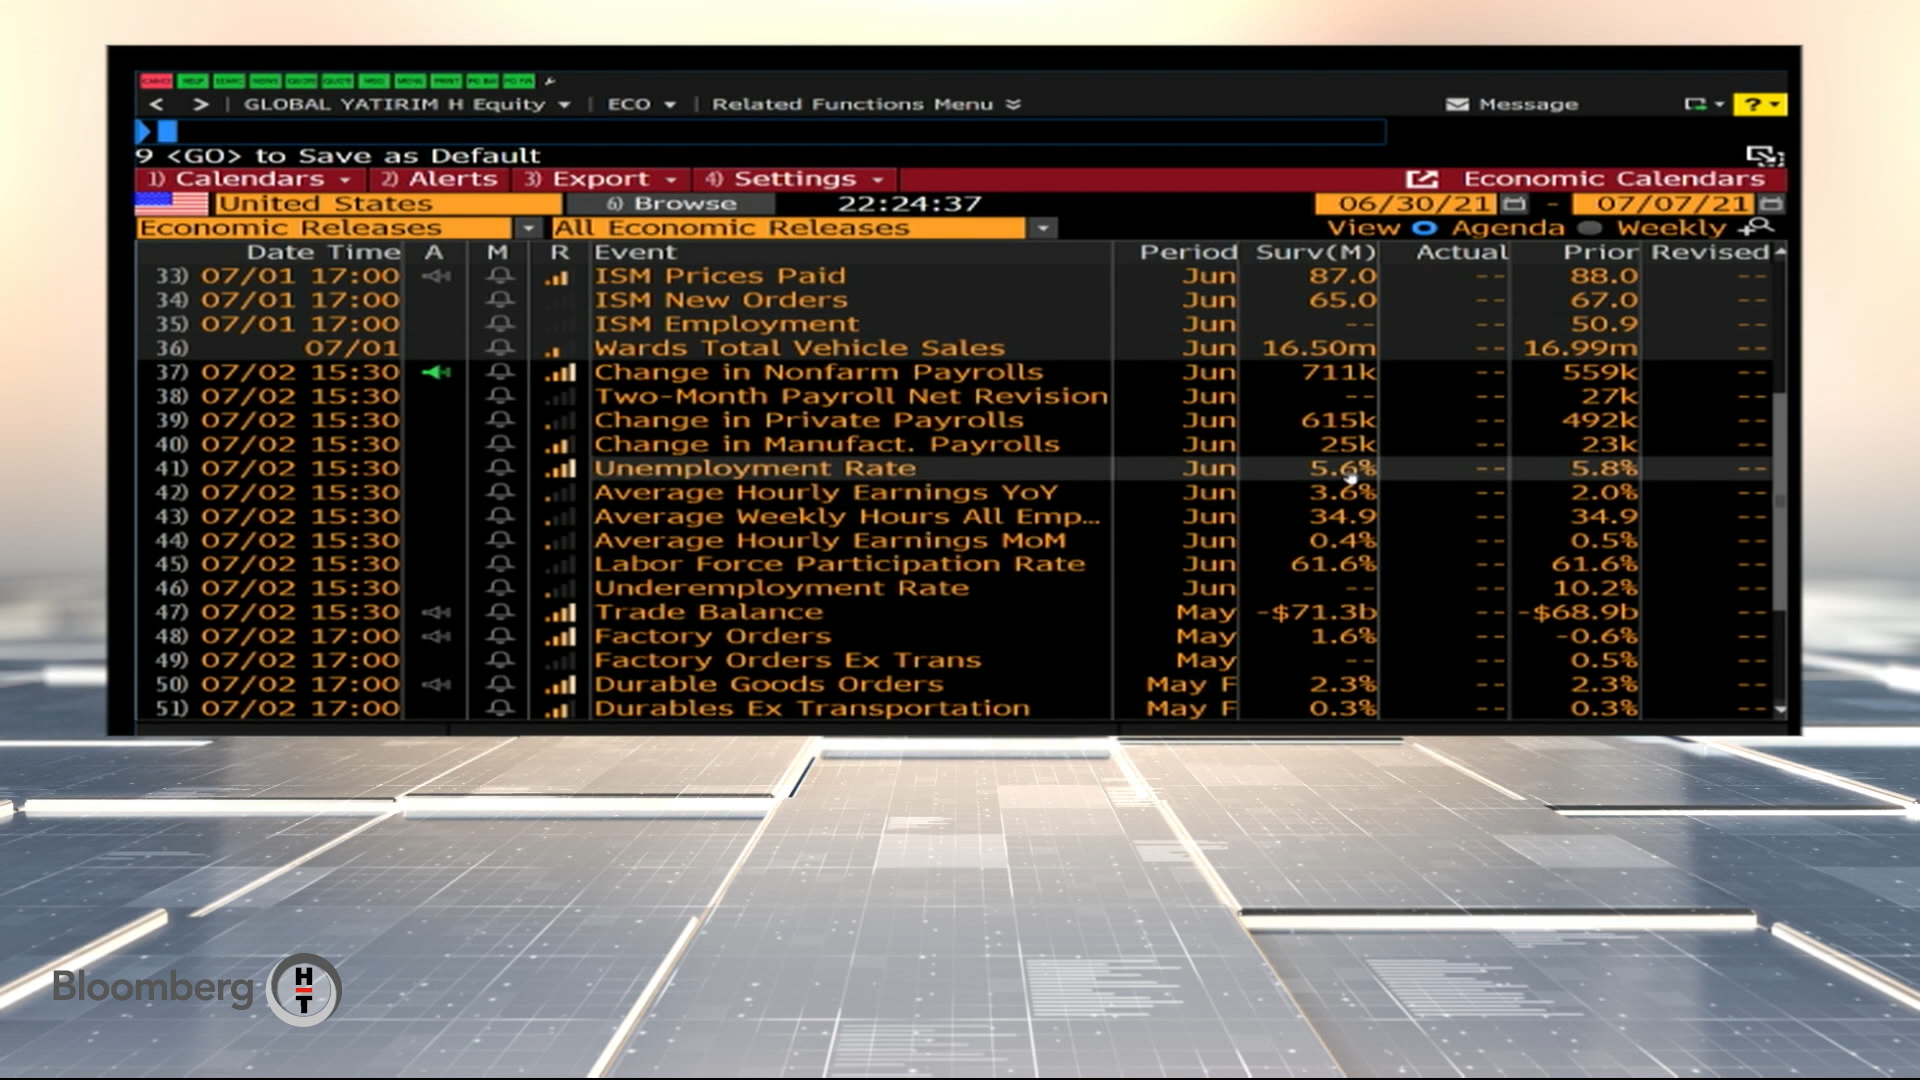 CANCL HELP SEARC NEWS QUOTE QUOTE MSG MENU PRINT PG BA PG FW
< > GLOBAL YATIRIM H Equity ECO Related Functions Menu Message ?
9 <GO> to Save as Default
1) Calendars 2) Alerts 3) Export 4) Settings Economic Calendars
United States 6) Browse 22:24:37 06/30/21 - 07/07/21
Economic Releases All Economic Releases View Agenda Weekly
Date Time A M R Event Period Surv(M) Actual Prior Revised
33) 07/01 17:00 ISM Prices Paid Jun 87.0 -- 88.0 --
34) 07/01 17:00 ISM New Orders Jun 65.0 -- 67.0 --
35) 07/01 17:00 ISM Employment Jun -- -- 50.9 --
36) 07/01 Wards Total Vehicle Sales Jun 16.50m -- 16.99m --
37) 07/02 15:30 Change in Nonfarm Payrolls Jun 711k -- 559k --
38) 07/02 15:30 Two-Month Payroll Net Revision Jun -- -- 27k --
39) 07/02 15:30 Change in Private Payrolls Jun 615k -- 492k --
40) 07/02 15:30 Change in Manufact. Payrolls Jun 25k -- 23k --
41) 07/02 15:30 Unemployment Rate Jun 5.6% -- 5.8% --
42) 07/02 15:30 Average Hourly Earnings YoY Jun 3.6% -- 2.0% --
43) 07/02 15:30 Average Weekly Hours All Emp... Jun 34.9 -- 34.9 --
44) 07/02 15:30 Average Hourly Earnings MoM Jun 0.4% -- 0.5% --
45) 07/02 15:30 Labor Force Participation Rate Jun 61.6% -- 61.6% --
46) 07/02 15:30 Underemployment Rate Jun -- -- 10.2% --
47) 07/02 15:30 Trade Balance May -$71.3b -- -$68.9b --
48) 07/02 17:00 Factory Orders May 1.6% -- -0.6% --
49) 07/02 17:00 Factory Orders Ex Trans May -- -- 0.5% --
50) 07/02 17:00 Durable Goods Orders May F 2.3% -- 2.3% --
51) 07/02 17:00 Durables Ex Transportation May F 0.3% -- 0.3% --
Bloomberg HT